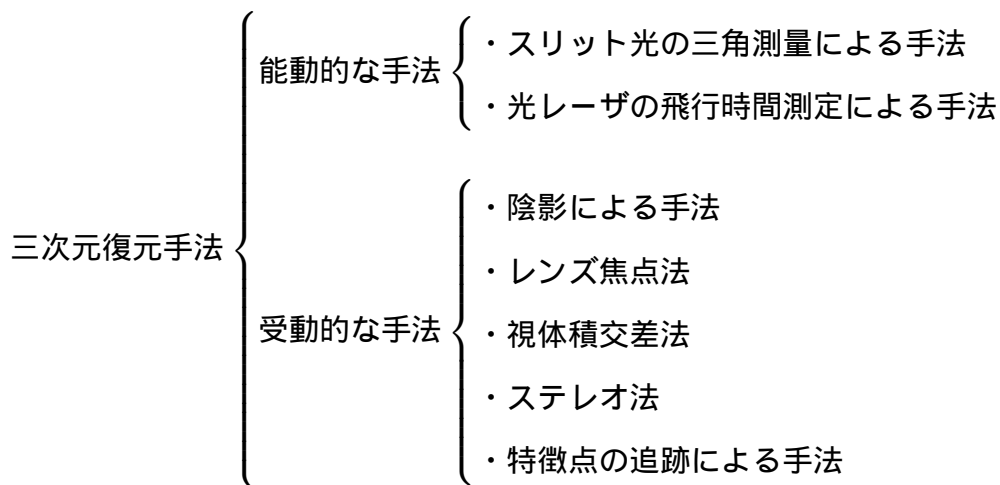 三次元復元手法
能動的な手法
・スリット光の三角測量による手法
・光レーザの飛行時間測定による手法
受動的な手法
・陰影による手法
・レンズ焦点法
・視体積交差法
・ステレオ法
・特徴点の追跡による手法